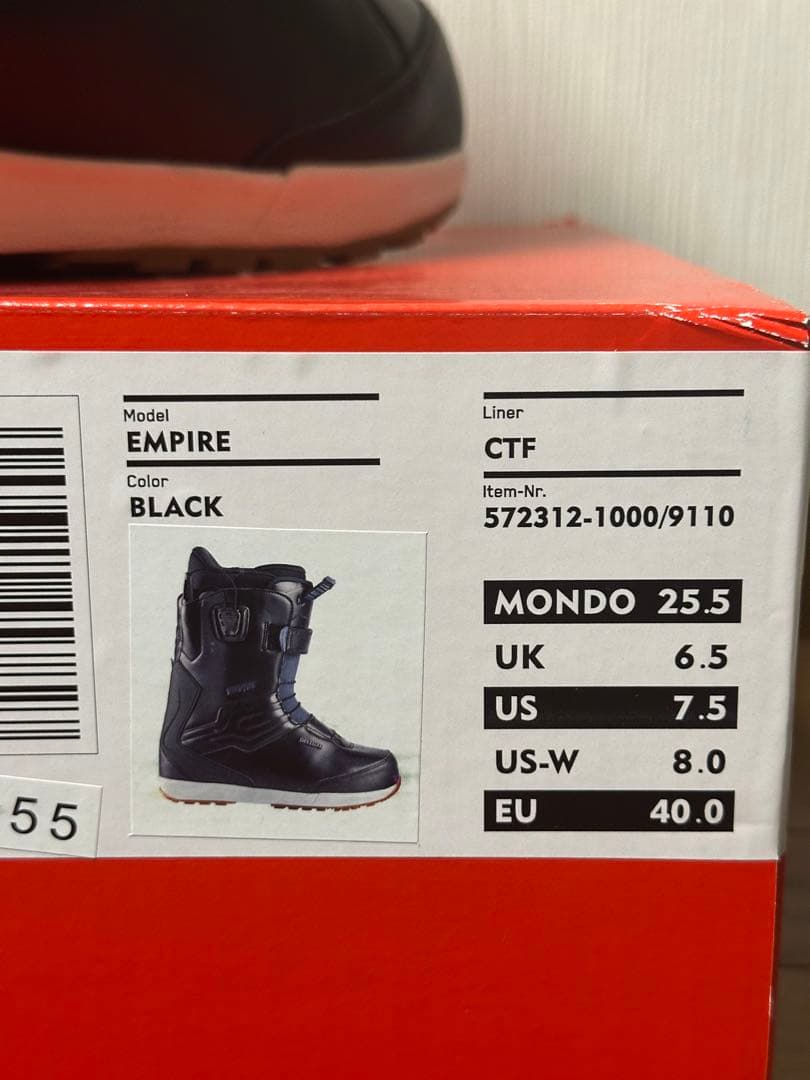 Model
EMPIRE
Color
BLACK
Liner
CTF
Item-Nr.
572312-1000/9110
MONDO 25.5
UK 6.5
US 7.5
US-W 8.0
EU 40.0
55